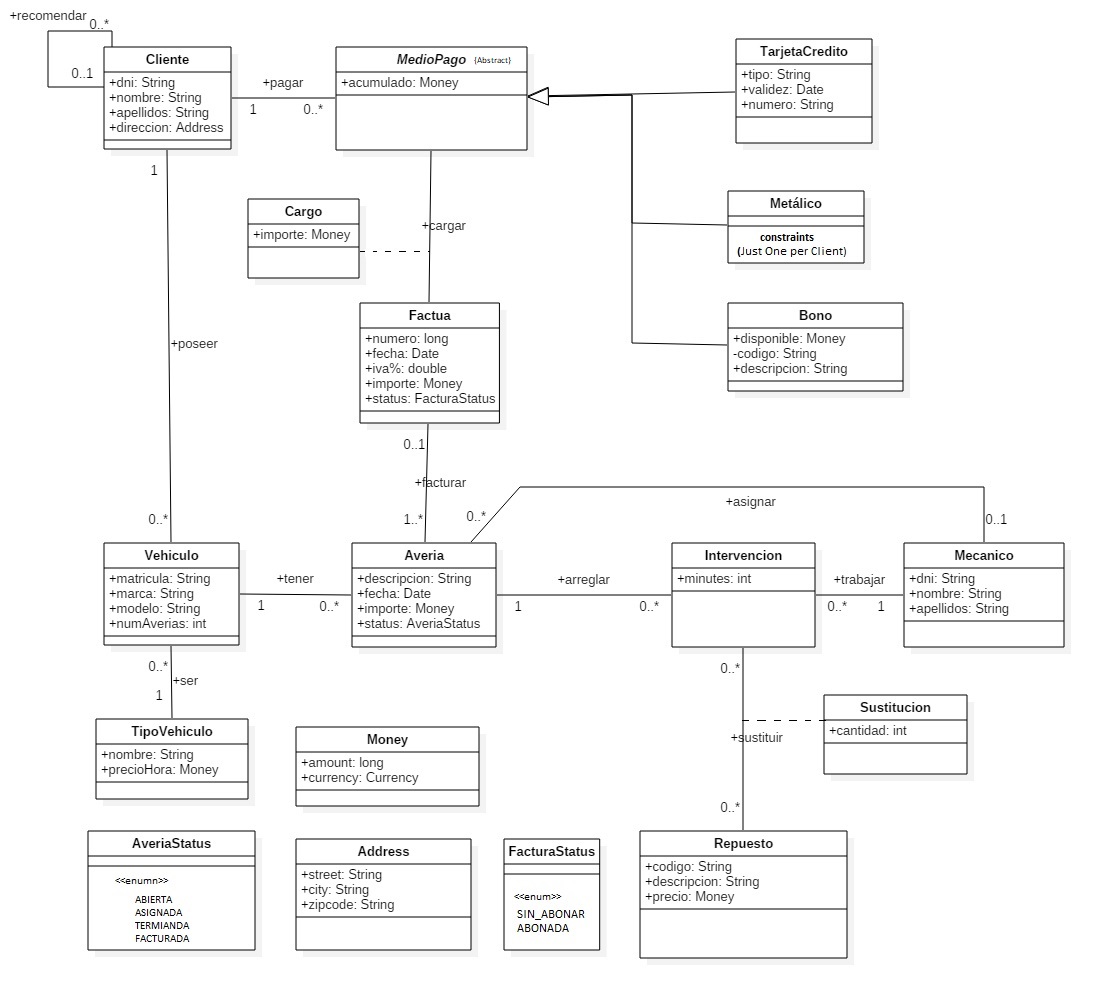 +recomendar
0..*
0..1
Cliente
+dni: String
+nombre: String
+apellidos: String
+direccion: Address
+pagar
1
0..*
MedioPago {Abstract}
+acumulado: Money
TarjetaCredito
+tipo: String
+validez: Date
+numero: String
1
Cargo
+importe: Money
+cargar
Metálico
constraints
(Just One per Client)
Factua
+numero: long
+fecha: Date
+iva%: double
+importe: Money
+status: FacturaStatus
Bono
+disponible: Money
-codigo: String
+descripcion: String
+poseer
0..1
+facturar
1..*
0..*
+asignar
0..1
0..*
Vehiculo
+matricula: String
+marca: String
+modelo: String
+numAverias: int
+tener
1
0..*
Averia
+descripcion: String
+fecha: Date
+importe: Money
+status: AveriaStatus
+arreglar
1
0..*
Intervencion
+minutes: int
+trabajar
0..*
1
Mecanico
+dni: String
+nombre: String
+apellidos: String
0..*
+ser
1
0..*
TipoVehiculo
+nombre: String
+precioHora: Money
Money
+amount: long
+currency: Currency
+sustituir
Sustitucion
+cantidad: int
0..*
AveriaStatus
<<enumn>>
ABIERTA
ASIGNADA
TERMIANDA
FACTURADA
Address
+street: String
+city: String
+zipcode: String
FacturaStatus
<<enum>>
SIN_ABONAR
ABONADA
Repuesto
+codigo: String
+descripcion: String
+precio: Money